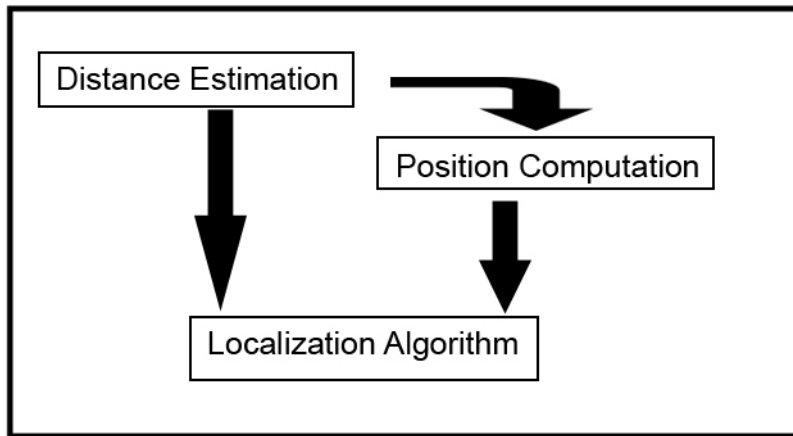 Distance Estimation
Position Computation
Localization Algorithm